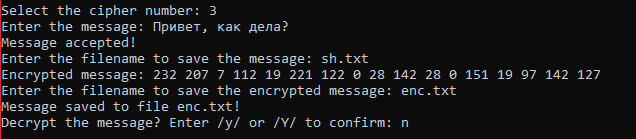 Select the cipher number: 3
Enter the message: Привет, как дела?
Message accepted!
Enter the filename to save the message: sh.txt
Encrypted message: 232 207 7 112 19 221 122 0 28 142 28 0 151 19 97 142 127
Enter the filename to save the encrypted message: enc.txt
Message saved to file enc.txt!
Decrypt the message? Enter /y/ or /Y/ to confirm: n